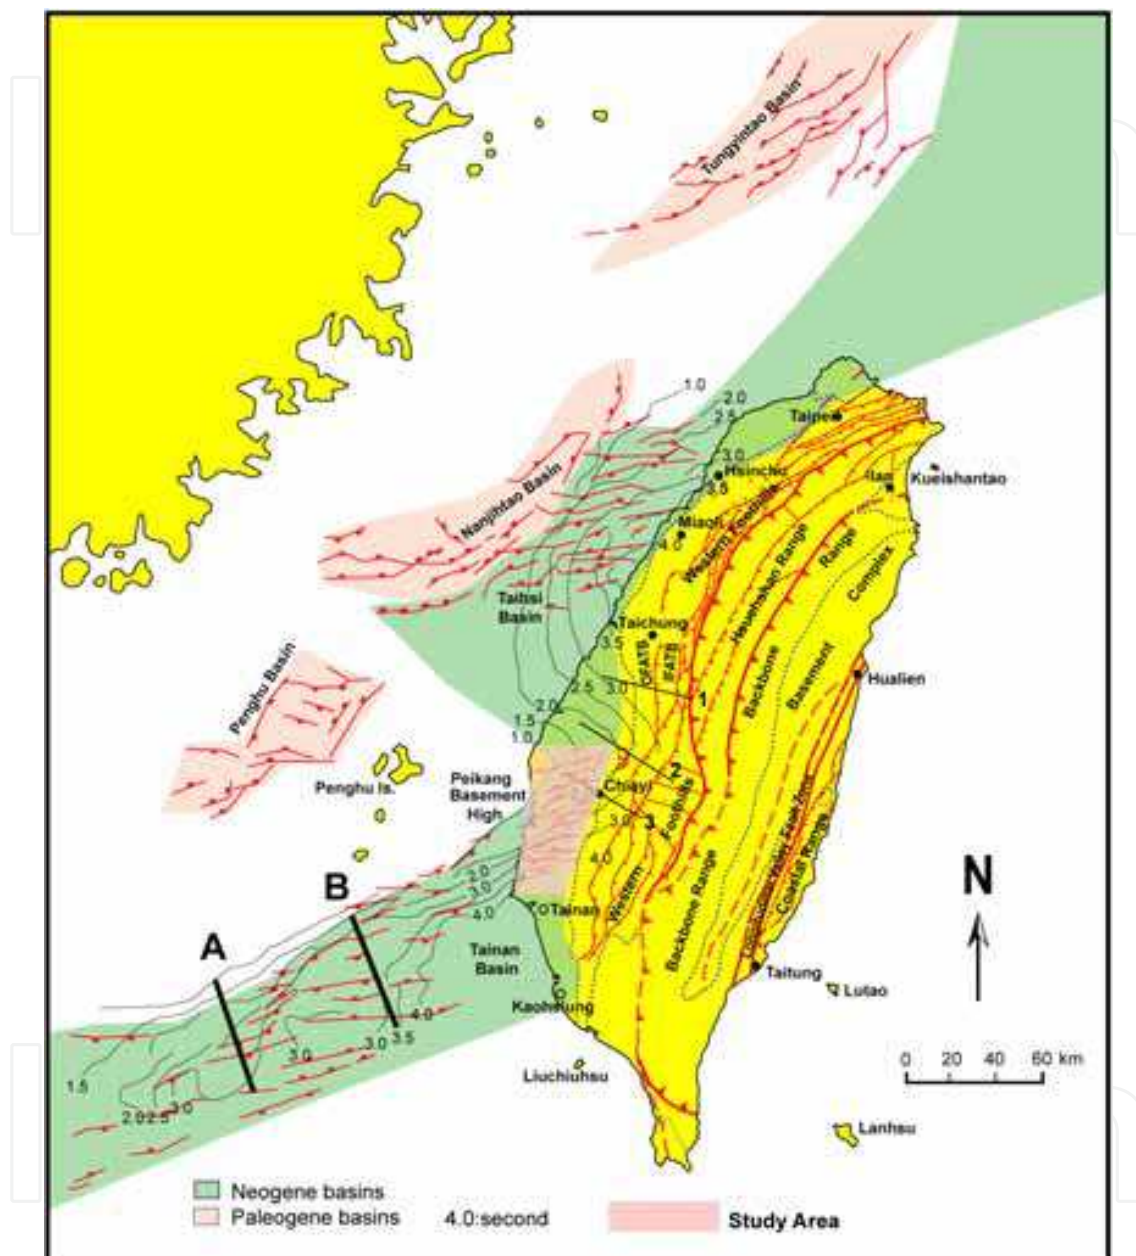 Tungyintao Basin
1.0
2.0
2.5
Taipei
3.0
Hsinchu
3.5
Ilan
Kueishantao
Nanjihtao Basin
Miaoli
4.0
Western Foothills
Hsuehshan Range
Range
Complex
Taihsi
Basin
Taichung
3.5
OFATB
IFATB
Backbone
Basement
Hualien
2.5
3.0
1
2.0
1.5
1.0
Penghu Basin
Penghu Is.
Peikang
Basement
High
2
Chiayi
3.0
3
Foothills
4.0
Western
Backbone Range
Coastal Range
2.0
3.0
4.0
Tainan
B
A
Tainan
Basin
Kaohsiung
Taitung
Lutao
N
4.0
3.5
3.0
3.0
1.5
2.0
2.5
3.0
Liuchiuhsu
0 20 40 60 km
Lanhsu
Neogene basins
Paleogene basins
4.0:second
Study Area